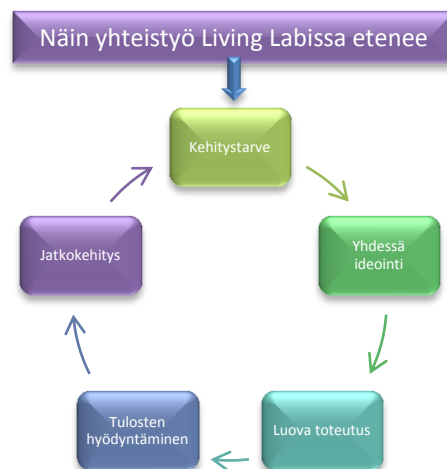 Näin yhteistyö Living Labissa etenee
Kehitystarve
Yhdessä
ideointi
Luova toteutus
Tulosten
hyödyntäminen
Jatkokehitys